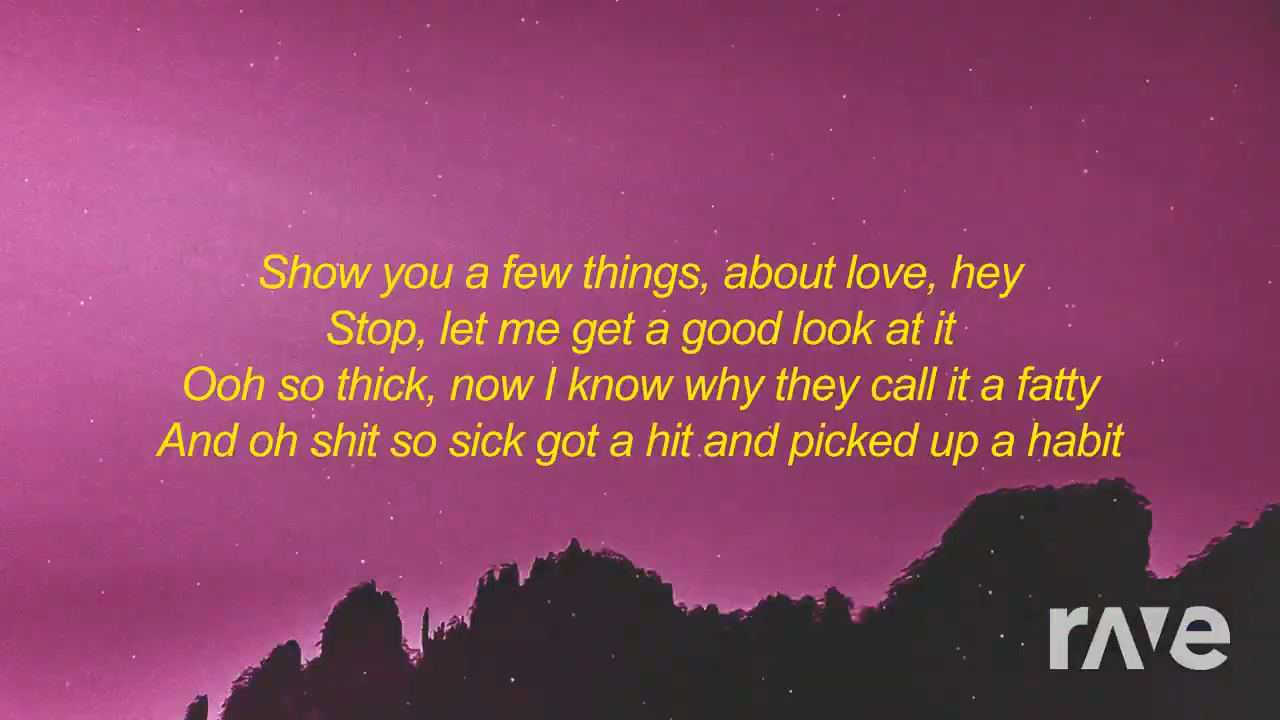 Show you a few things, about love, hey
Stop, let me get a good look at it
Ooh so thick, now I know why they call it a fatty
And oh shit so sick got a hit and picked up a habit
rave